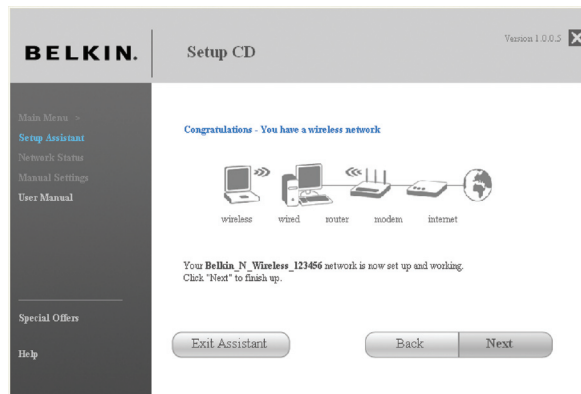 BELKIN.
Setup CD
Version 1.0.0.5
Main Menu >
Setup Assistant
Network Status
Manual Settings
User Manual
Special Offers
Help
Congratulations - You have a wireless network
wireless wired router modem internet
Your Belkin_N_Wireless_123456 network is now set up and working.
Click "Next" to finish up.
Exit Assistant
Back
Next